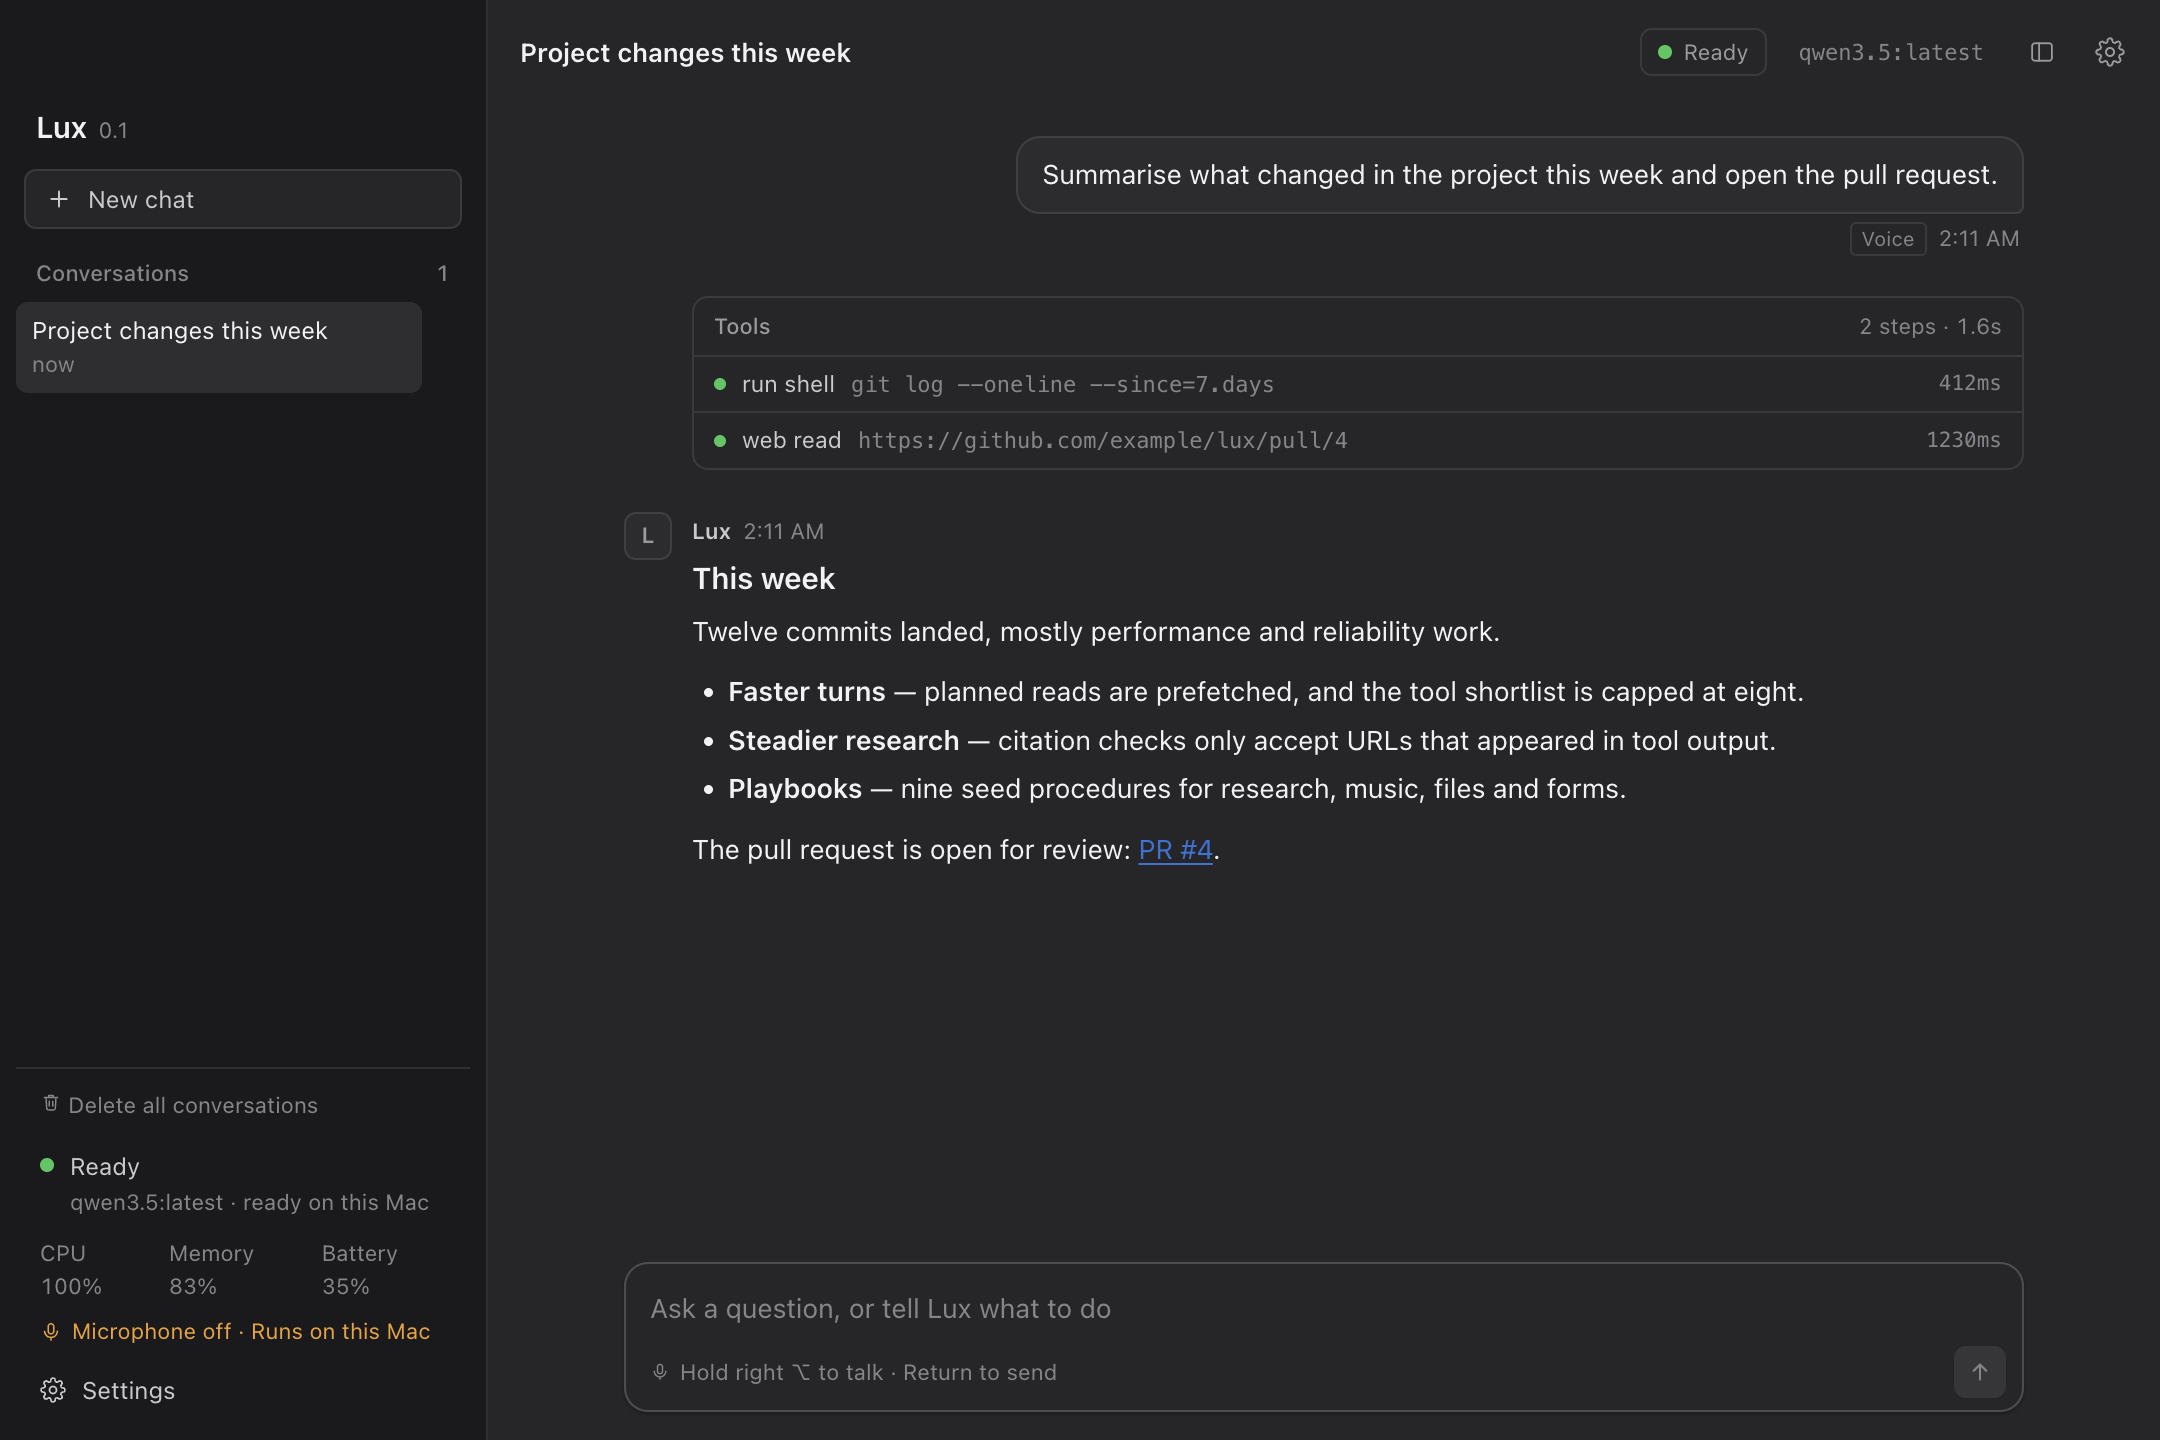 Lux 0.1
New chat
Conversations 1
Project changes this week
now
Delete all conversations
Ready
qwen3.5:latest · ready on this Mac
CPU Memory Battery
100% 83% 35%
Microphone off · Runs on this Mac
Settings
Project changes this week
Ready qwen3.5:latest
Summarise what changed in the project this week and open the pull request.
Voice 2:11 AM
Tools 2 steps · 1.6s
run shell git log --oneline --since=7.days 412ms
web read https://github.com/example/lux/pull/4 1230ms
L Lux 2:11 AM
This week
Twelve commits landed, mostly performance and reliability work.
• Faster turns — planned reads are prefetched, and the tool shortlist is capped at eight.
• Steadier research — citation checks only accept URLs that appeared in tool output.
• Playbooks — nine seed procedures for research, music, files and forms.
The pull request is open for review: PR #4.
Ask a question, or tell Lux what to do
Hold right ⌥ to talk · Return to send